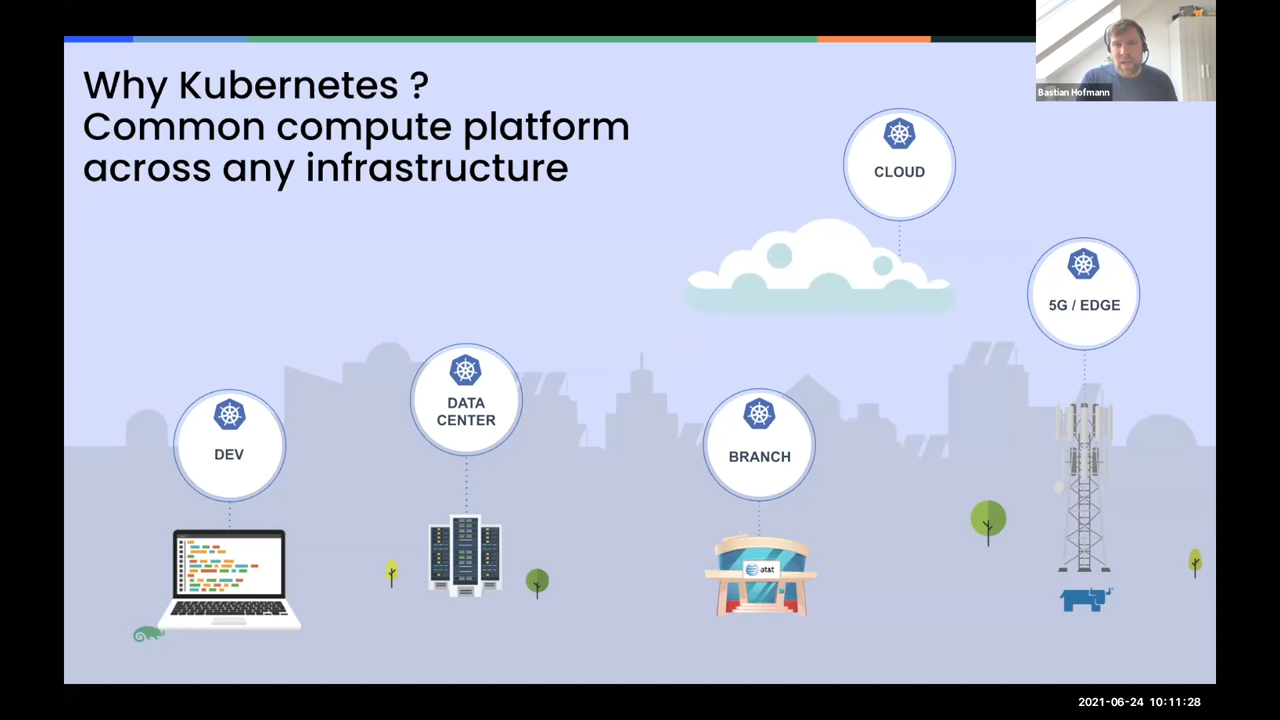 Why Kubernetes ?
Common compute platform
across any infrastructure
Bastian Hofmann
CLOUD
5G / EDGE
DATA
CENTER
DEV
BRANCH
at&t
2021-06-24 10:11:28